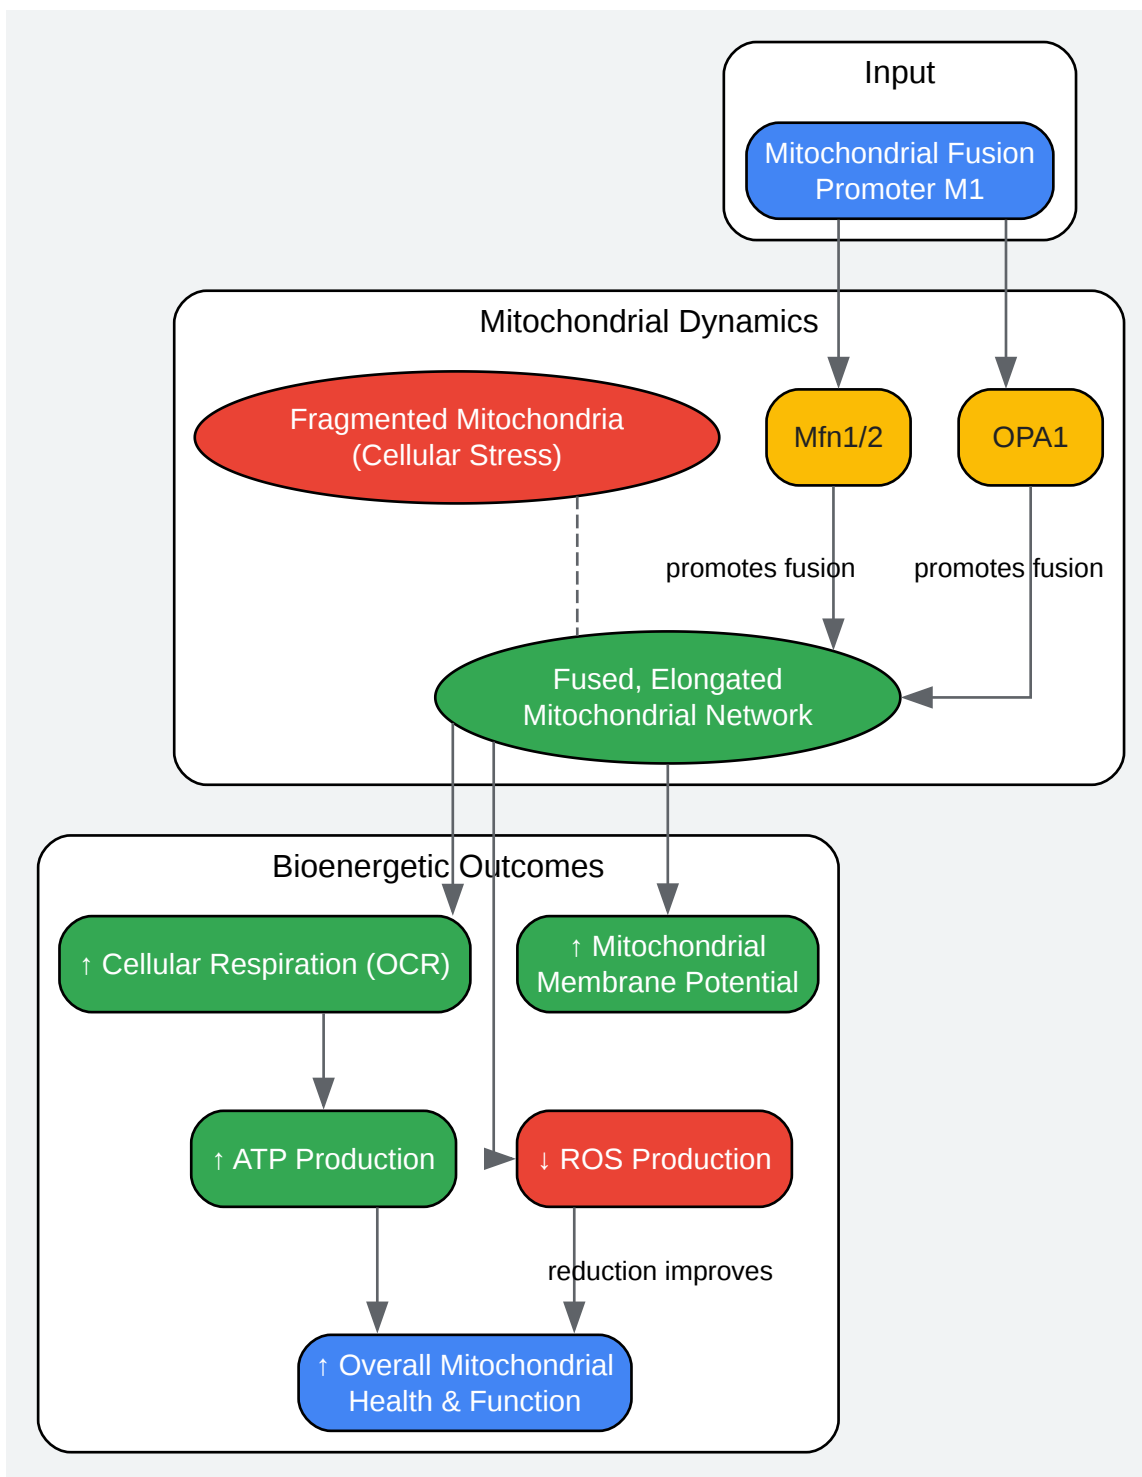 Input
Mitochondrial Fusion
Promoter M1
Mitochondrial Dynamics
Fragmented Mitochondria
(Cellular Stress)
Mfn1/2
OPA1
promotes fusion
promotes fusion
Fused, Elongated
Mitochondrial Network
Bioenergetic Outcomes
↑ Cellular Respiration (OCR)
↑ Mitochondrial
Membrane Potential
↑ ATP Production
↓ ROS Production
reduction improves
↑ Overall Mitochondrial
Health & Function